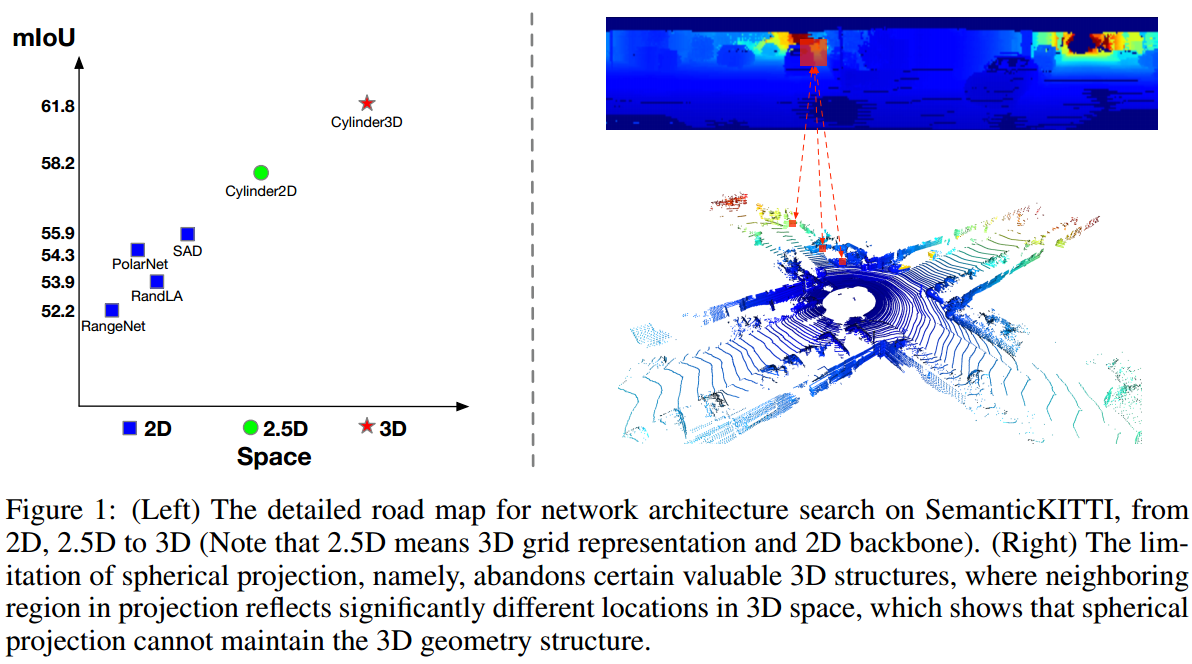 mIoU
61.8
Cylinder3D
58.2
Cylinder2D
55.9
SAD
54.3
PolarNet
53.9
RandLA
52.2
RangeNet
2D
2.5D
3D
Space
Figure 1: (Left) The detailed road map for network architecture search on SemanticKITTI, from
2D, 2.5D to 3D (Note that 2.5D means 3D grid representation and 2D backbone). (Right) The lim-
itation of spherical projection, namely, abandons certain valuable 3D structures, where neighboring
region in projection reflects significantly different locations in 3D space, which shows that spherical
projection cannot maintain the 3D geometry structure.